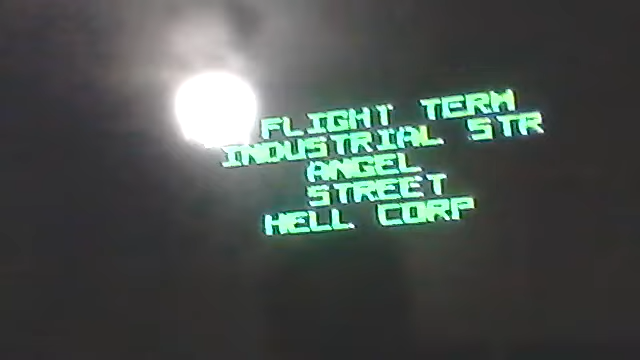 FLIGHT TERM
INDUSTRIAL STR
ANGEL
STREET
HELL CORP